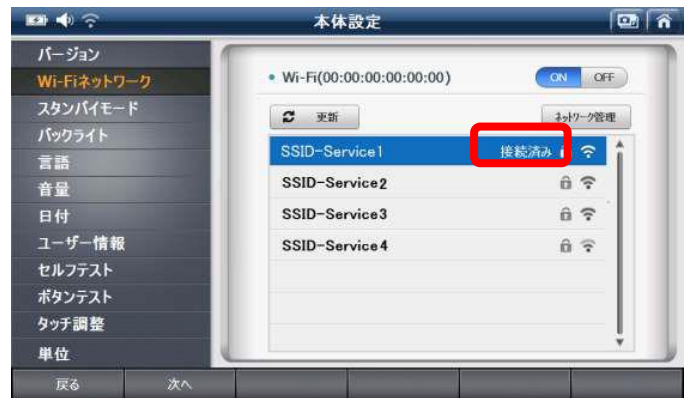 本体設定
バージョン
Wi-Fiネットワーク
スタンバイモード
バックライト
言語
音量
日付
ユーザー情報
セルフテスト
ボタンテスト
タッチ調整
単位
Wi-Fi(00:00:00:00:00:00)
ON OFF
更新
ネットワーク管理
SSID-Service1 接続済み
SSID-Service2
SSID-Service3
SSID-Service4
戻る 次へ